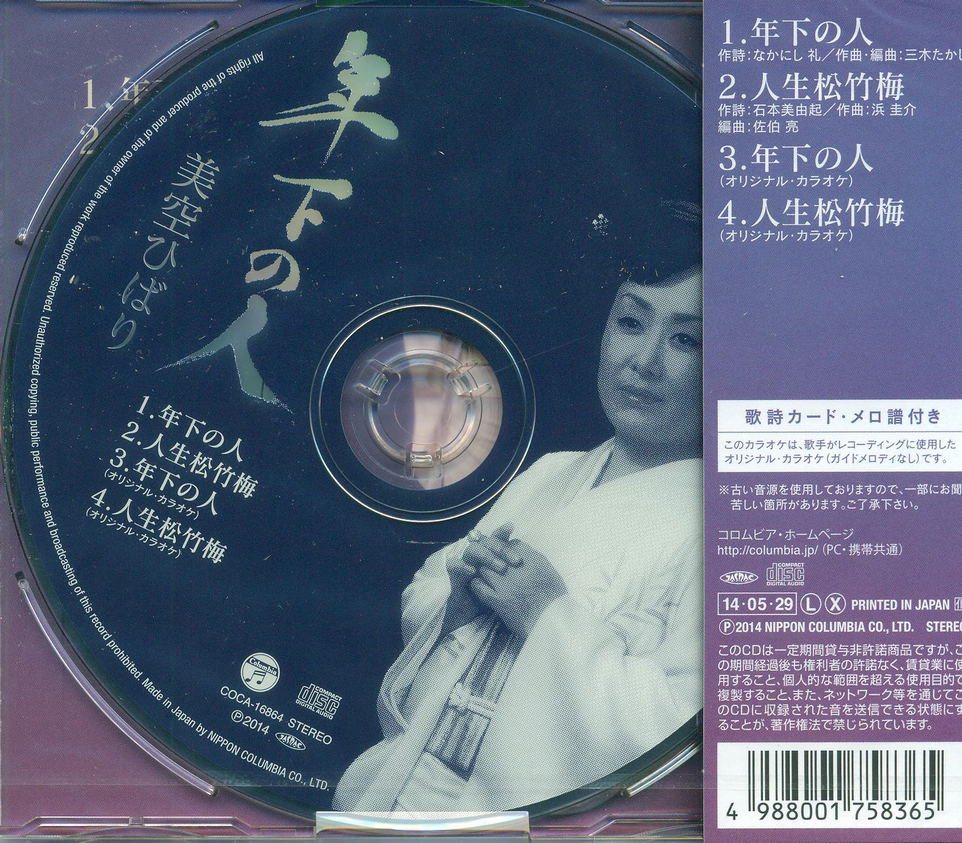 1.年
2
All rights of the producer and of the owner of the work reproduced reserved. Unauthorized copying, public performance and broadcasting of this record prohibited. Made in Japan by NIPPON COLUMBIA CO., LTD.
年下の人
美空ひばり
1.年下の人
2.人生松竹梅
3.年下の人
(オリジナル・カラオケ)
4.人生松竹梅
(オリジナル・カラオケ)
Columbia
COCA-16864 STEREO
Ⓟ2014
JASRAC
COMPACT
disc
DIGITAL AUDIO
1.年下の人
作詩:なかにし 礼/作曲・編曲:三木たかし
2.人生松竹梅
作詩:石本美由起/作曲:浜 圭介
編曲:佐伯 亮
3.年下の人
(オリジナル・カラオケ)
4.人生松竹梅
(オリジナル・カラオケ)
歌詩カード・メロ譜付き
このカラオケは、歌手がレコーディングに使用した
オリジナル・カラオケ(ガイドメロディなし)です。
※古い音源を使用しておりますので、一部にお聞
苦しい箇所があります。ご了承下さい。
コロムビア・ホームページ
http://columbia.jp/(PC・携帯共通)
JASRAC
COMPACT
disc
DIGITAL AUDIO
14・05・29 Ⓛ Ⓧ PRINTED IN JAPAN
Ⓟ2014 NIPPON COLUMBIA CO., LTD. STEREO
このCDは一定期間貸与非許諾商品ですが、こ
の期間経過後も権利者の許諾なく、賃貸業に使
用すること、個人的な範囲を超える使用目的で
複製すること、また、ネットワーク等を通じてこ
のCDに収録された音を送信できる状態にす
ることが、著作権法で禁じられています。
4 988001 758365